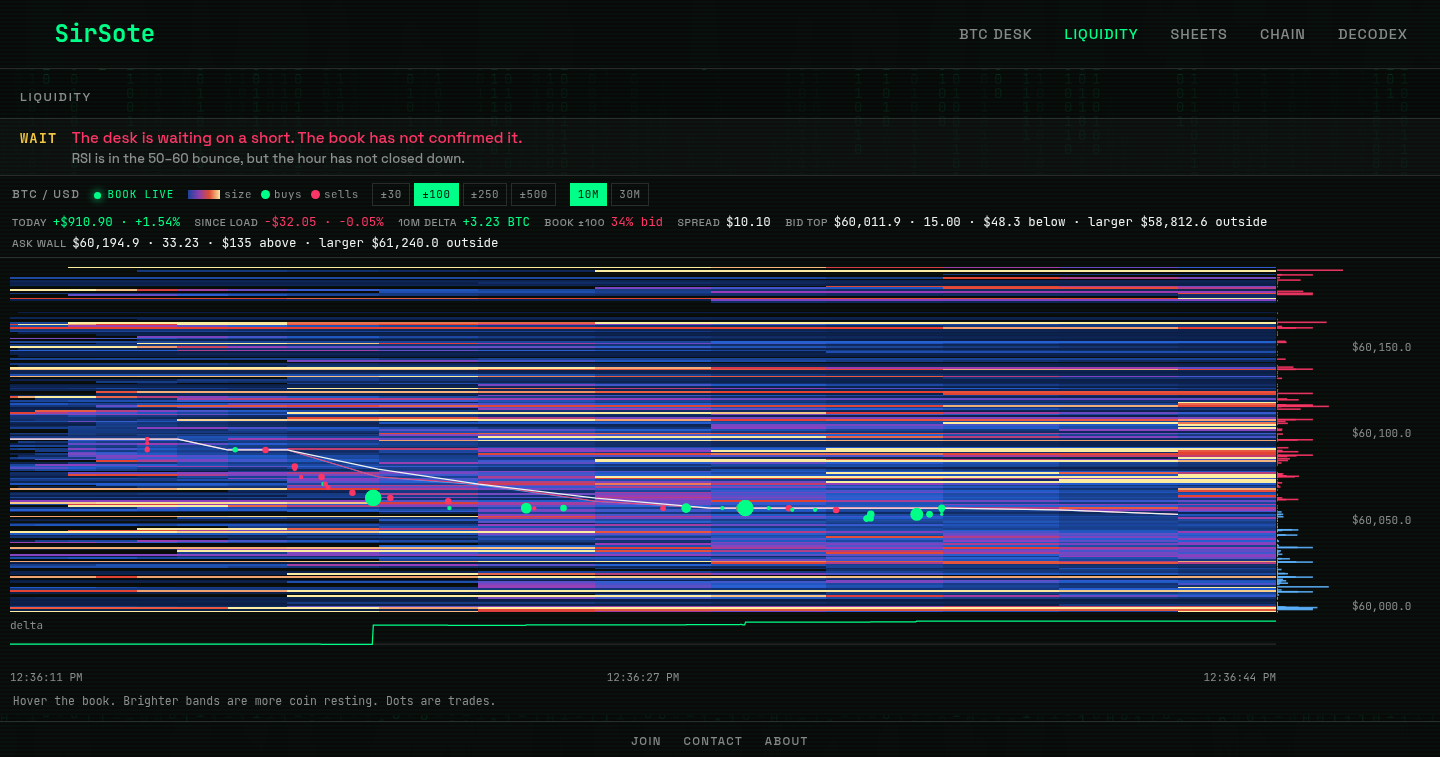 SirSote
BTC DESK LIQUIDITY SHEETS CHAIN DECODEX
LIQUIDITY
WAIT The desk is waiting on a short. The book has not confirmed it.
RSI is in the 50–60 bounce, but the hour has not closed down.
BTC / USD BOOK LIVE size buys sells ±30 ±100 ±250 ±500 10M 30M
TODAY +$910.90 · +1.54% SINCE LOAD -$32.05 · -0.05% 10M DELTA +3.23 BTC BOOK ±100 34% bid SPREAD $10.10 BID TOP $60,011.9 · 15.00 · $48.3 below · larger $58,812.6 outside
ASK WALL $60,194.9 · 33.23 · $135 above · larger $61,240.0 outside
$60,150.0
$60,100.0
$60,050.0
$60,000.0
delta
12:36:11 PM 12:36:27 PM 12:36:44 PM
Hover the book. Brighter bands are more coin resting. Dots are trades.
JOIN CONTACT ABOUT